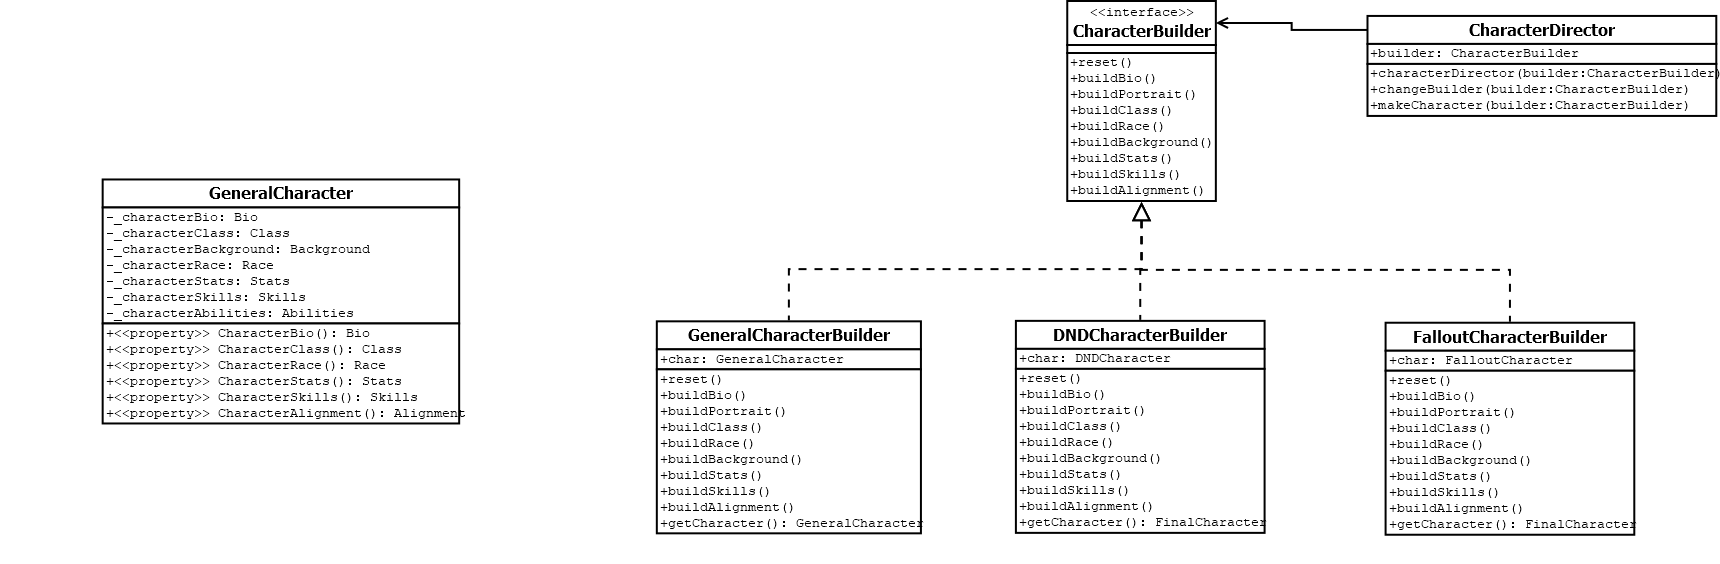 <<interface>>
CharacterBuilder
+reset()
+buildBio()
+buildPortrait()
+buildClass()
+buildRace()
+buildBackground()
+buildStats()
+buildSkills()
+buildAlignment()
CharacterDirector
+builder: CharacterBuilder
+characterDirector(builder:CharacterBuilder)
+changeBuilder(builder:CharacterBuilder)
+makeCharacter(builder:CharacterBuilder)
GeneralCharacter
-_characterBio: Bio
-_characterClass: Class
-_characterBackground: Background
-_characterRace: Race
-_characterStats: Stats
-_characterSkills: Skills
-_characterAbilities: Abilities
+<<property>> CharacterBio(): Bio
+<<property>> CharacterClass(): Class
+<<property>> CharacterRace(): Race
+<<property>> CharacterStats(): Stats
+<<property>> CharacterSkills(): Skills
+<<property>> CharacterAlignment(): Alignment
GeneralCharacterBuilder
+char: GeneralCharacter
+reset()
+buildBio()
+buildPortrait()
+buildClass()
+buildRace()
+buildBackground()
+buildStats()
+buildSkills()
+buildAlignment()
+getCharacter(): GeneralCharacter
DNDCharacterBuilder
+char: DNDCharacter
+reset()
+buildBio()
+buildPortrait()
+buildClass()
+buildRace()
+buildBackground()
+buildStats()
+buildSkills()
+buildAlignment()
+getCharacter(): FinalCharacter
FalloutCharacterBuilder
+char: FalloutCharacter
+reset()
+buildBio()
+buildPortrait()
+buildClass()
+buildRace()
+buildBackground()
+buildStats()
+buildSkills()
+buildAlignment()
+getCharacter(): FinalCharacter